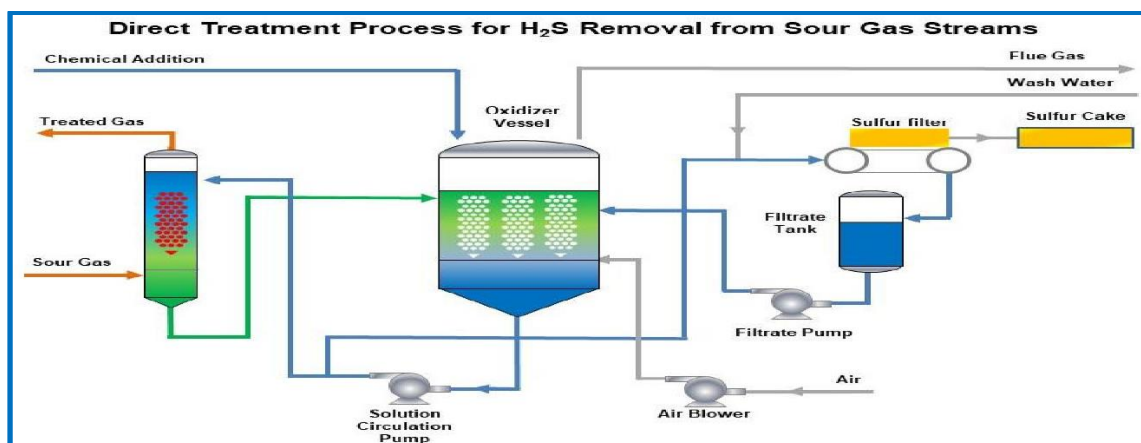 Direct Treatment Process for H₂S Removal from Sour Gas Streams
Chemical Addition
Flue Gas
Wash Water
Oxidizer
Vessel
Treated Gas
Sulfur filter
Sulfur Cake
Filtrate
Tank
Sour Gas
Filtrate Pump
Air
Solution
Circulation
Pump
Air Blower